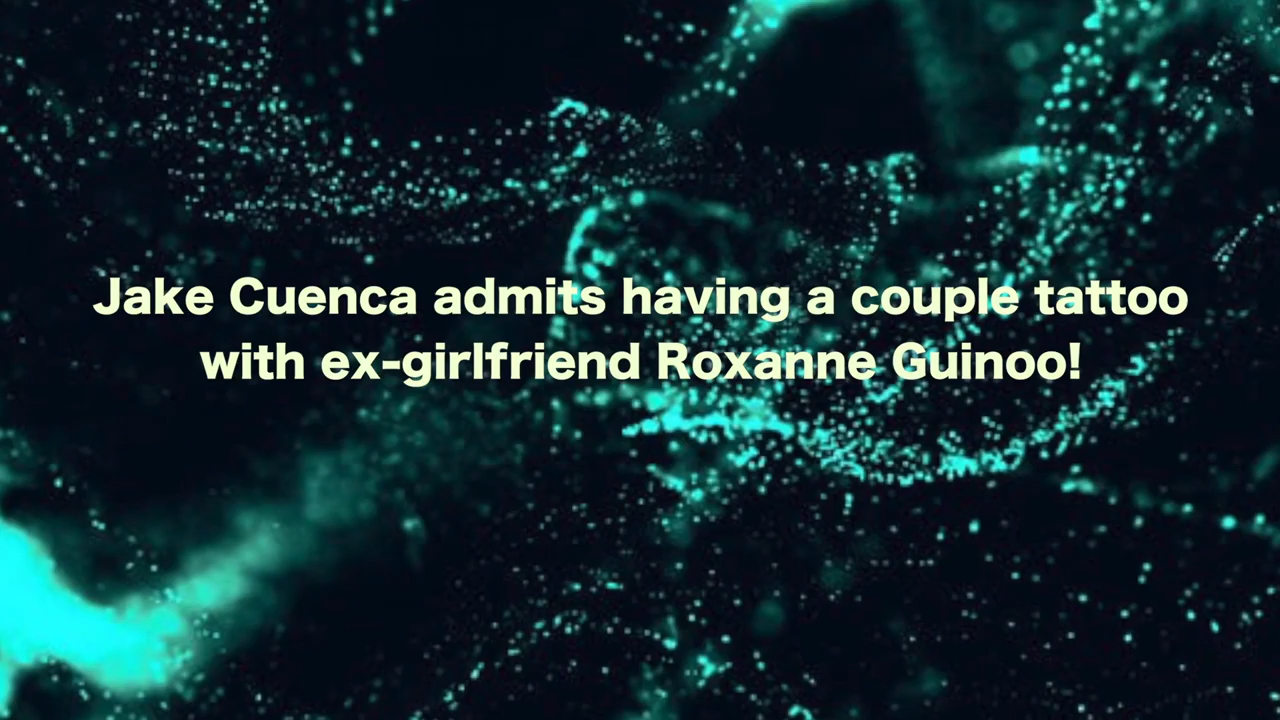 Jake Cuenca admits having a couple tattoo
with ex-girlfriend Roxanne Guinoo!